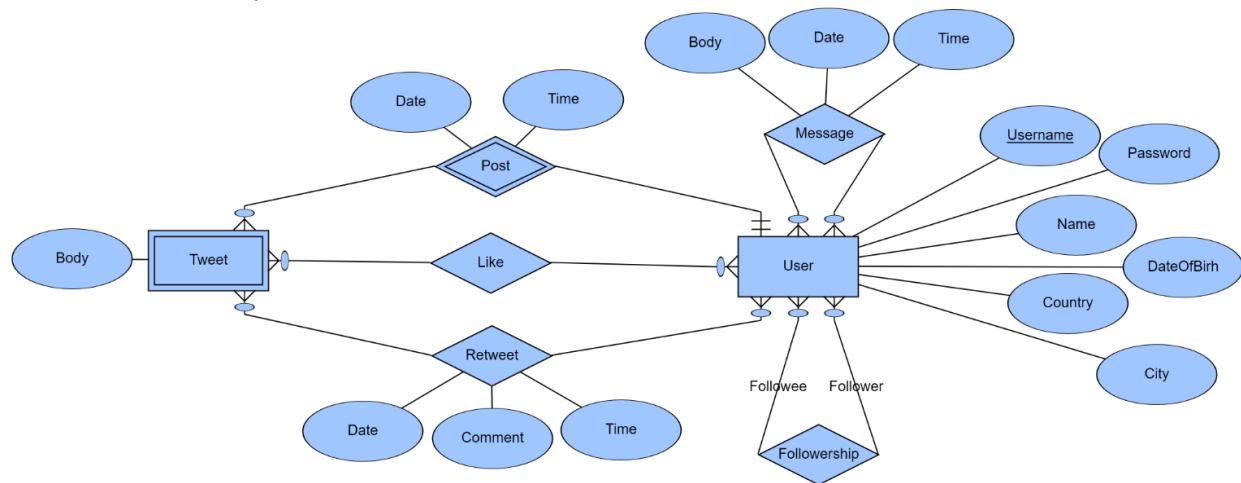 Body
Date
Time
Date
Time
Message
Username
Password
Post
Name
Body
Tweet
Like
User
DateOfBirh
Country
Retweet
City
Followee
Follower
Date
Comment
Time
Followership